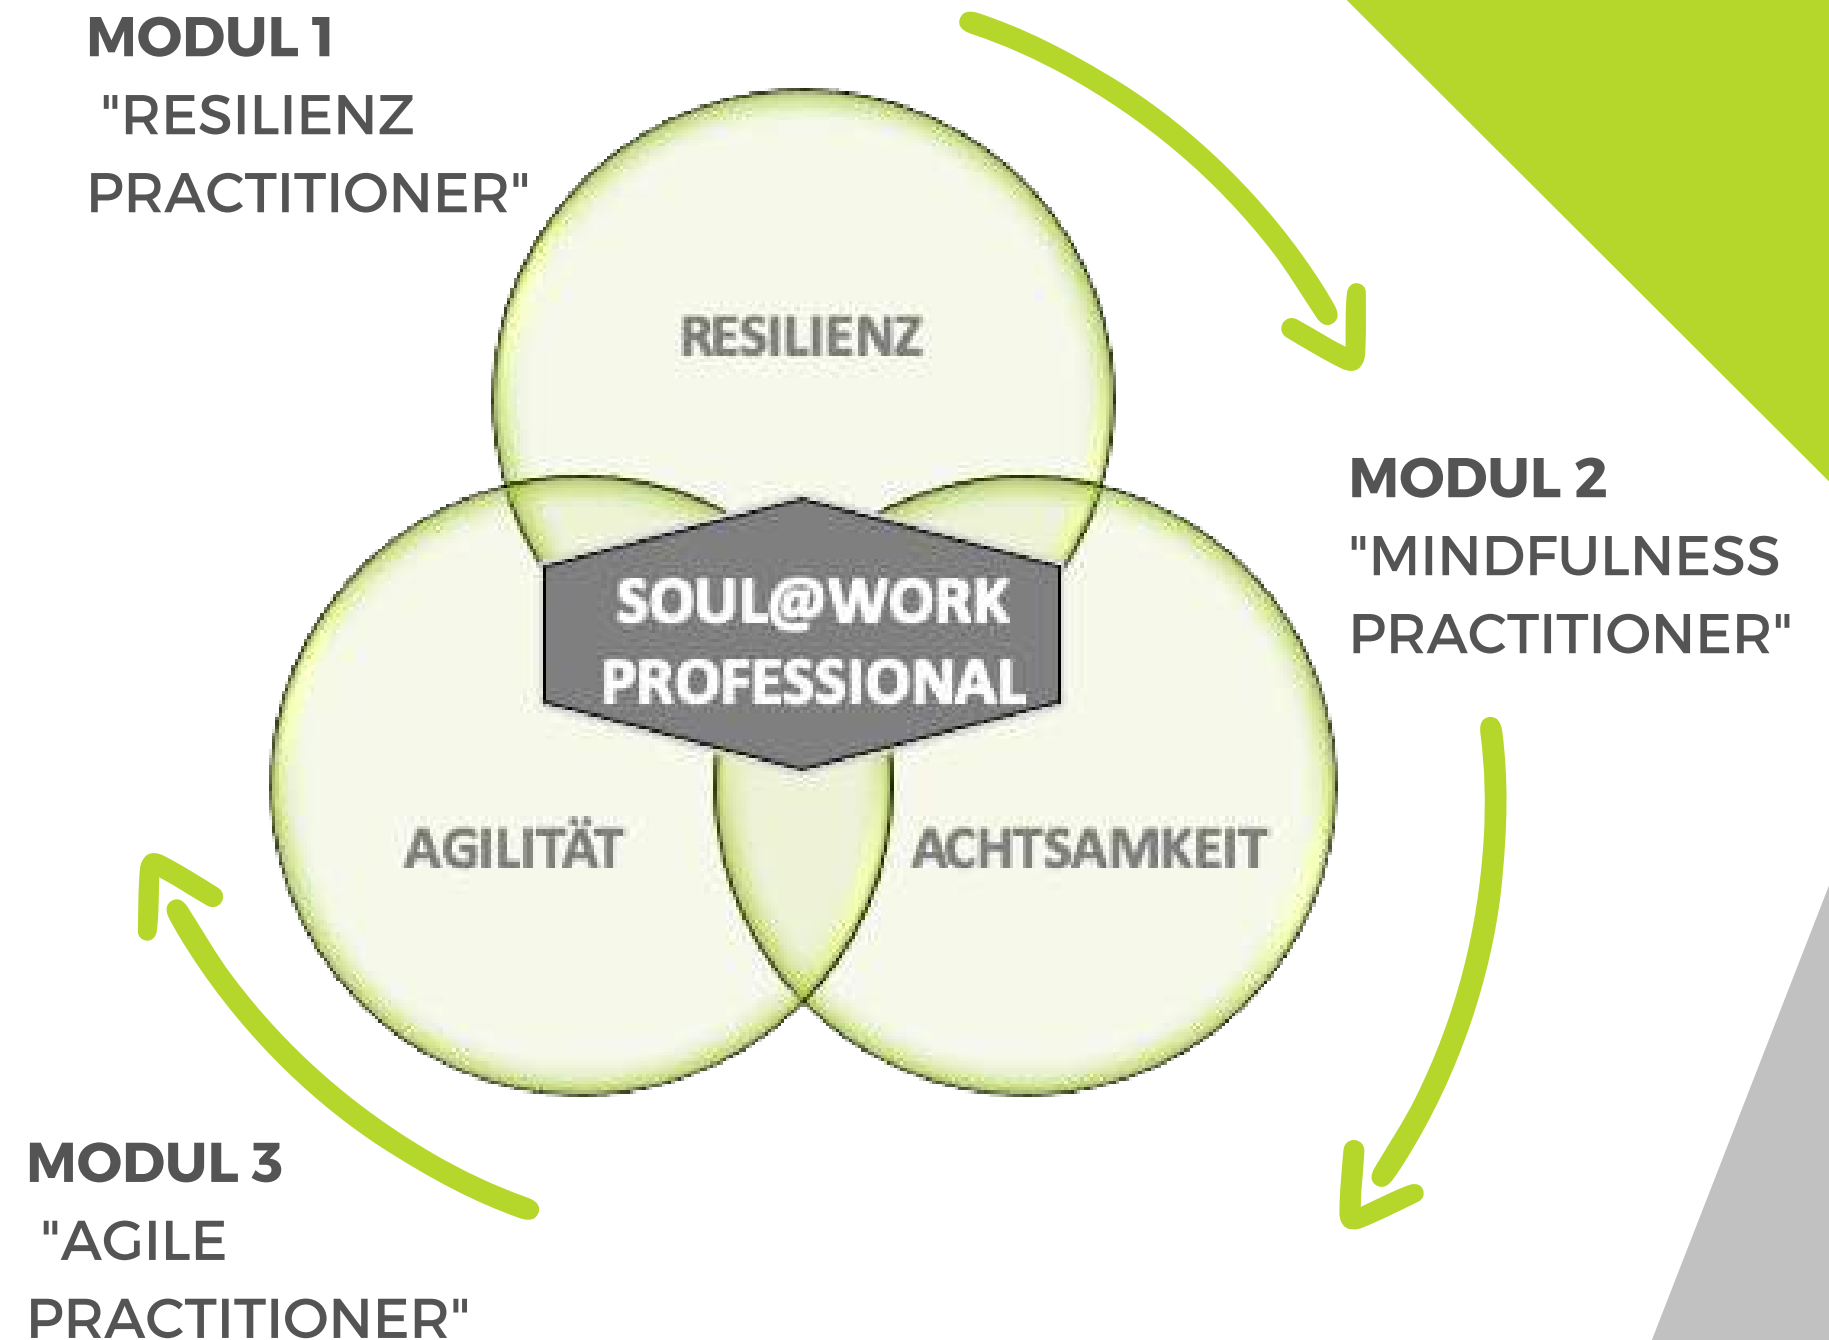 MODUL 1
"RESILIENZ
PRACTITIONER"
RESILIENZ
MODUL 2
"MINDFULNESS
PRACTITIONER"
SOUL@WORK
PROFESSIONAL
AGILITÄT
ACHTSAMKEIT
MODUL 3
"AGILE
PRACTITIONER"